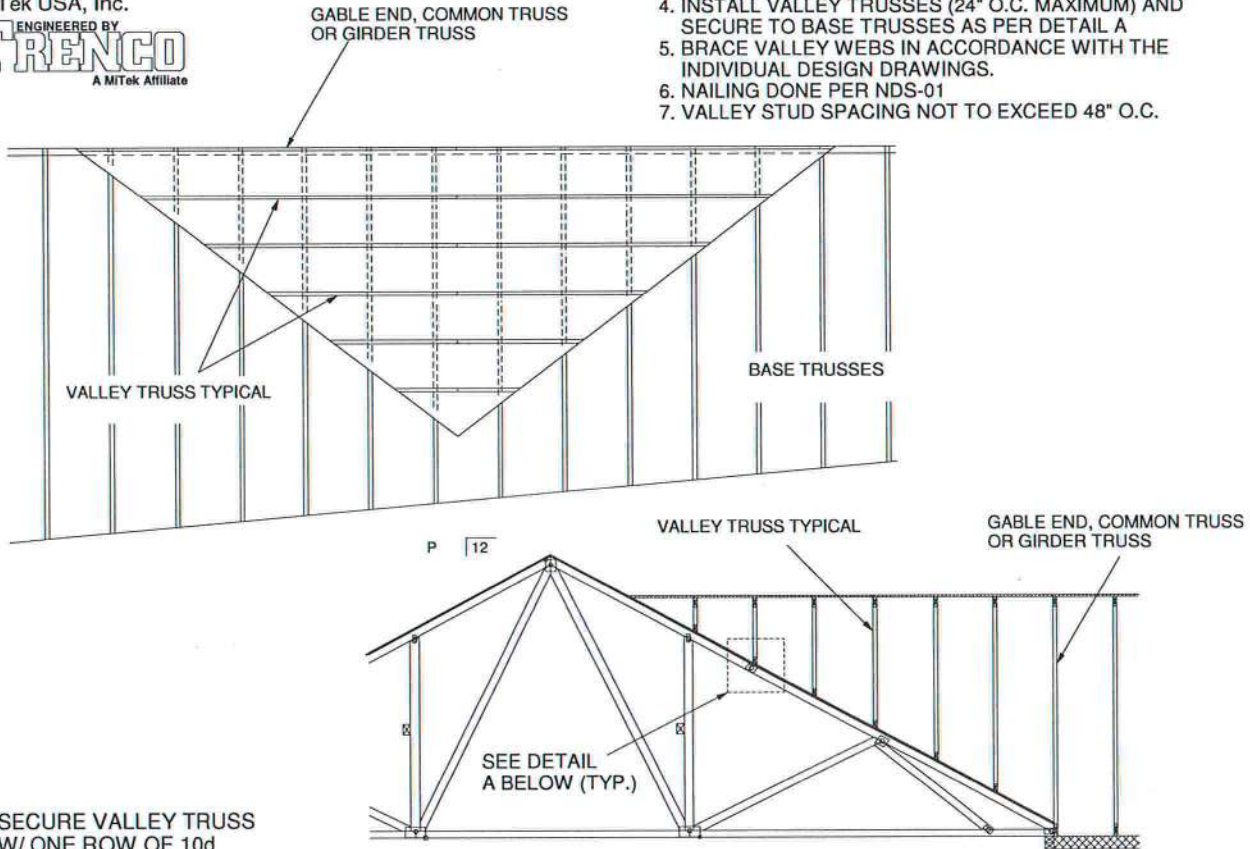 Tek USA, Inc.
ENGINEERED BY
TRENCO
A MiTek Affiliate
GABLE END, COMMON TRUSS
OR GIRDER TRUSS
4. INSTALL VALLEY TRUSSES (24" O.C. MAXIMUM) AND
SECURE TO BASE TRUSSES AS PER DETAIL A
5. BRACE VALLEY WEBS IN ACCORDANCE WITH THE
INDIVIDUAL DESIGN DRAWINGS.
6. NAILING DONE PER NDS-01
7. VALLEY STUD SPACING NOT TO EXCEED 48" O.C.
VALLEY TRUSS TYPICAL
BASE TRUSSES
P 12
VALLEY TRUSS TYPICAL
GABLE END, COMMON TRUSS
OR GIRDER TRUSS
SEE DETAIL
A BELOW (TYP.)
SECURE VALLEY TRUSS
W/ ONE ROW OF 10d